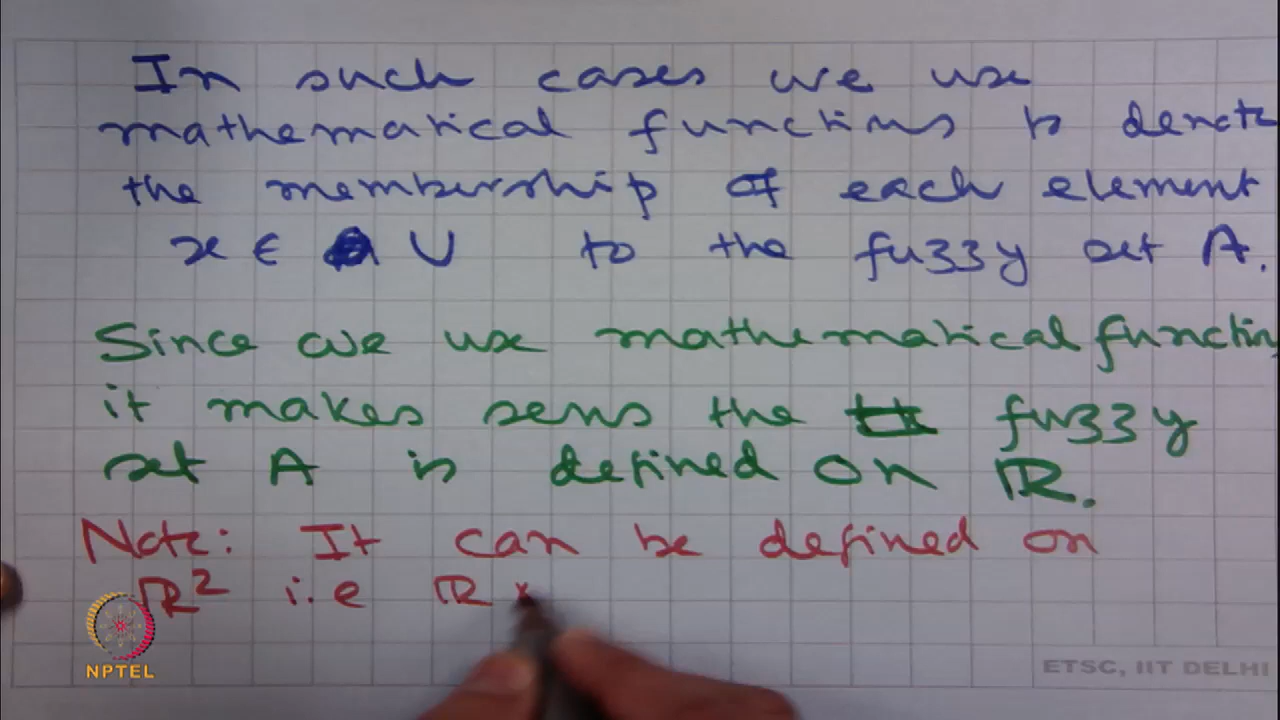 In such cases we use
mathematical functions to denote
the membership of each element
x ∈ U to the fuzzy set A.
Since we use mathematical function
it makes sens the fuzzy
set A is defined on ℝ.
Note: It can be defined on
ℝ² i.e ℝ ×
NPTEL
ETSC, IIT DELHI